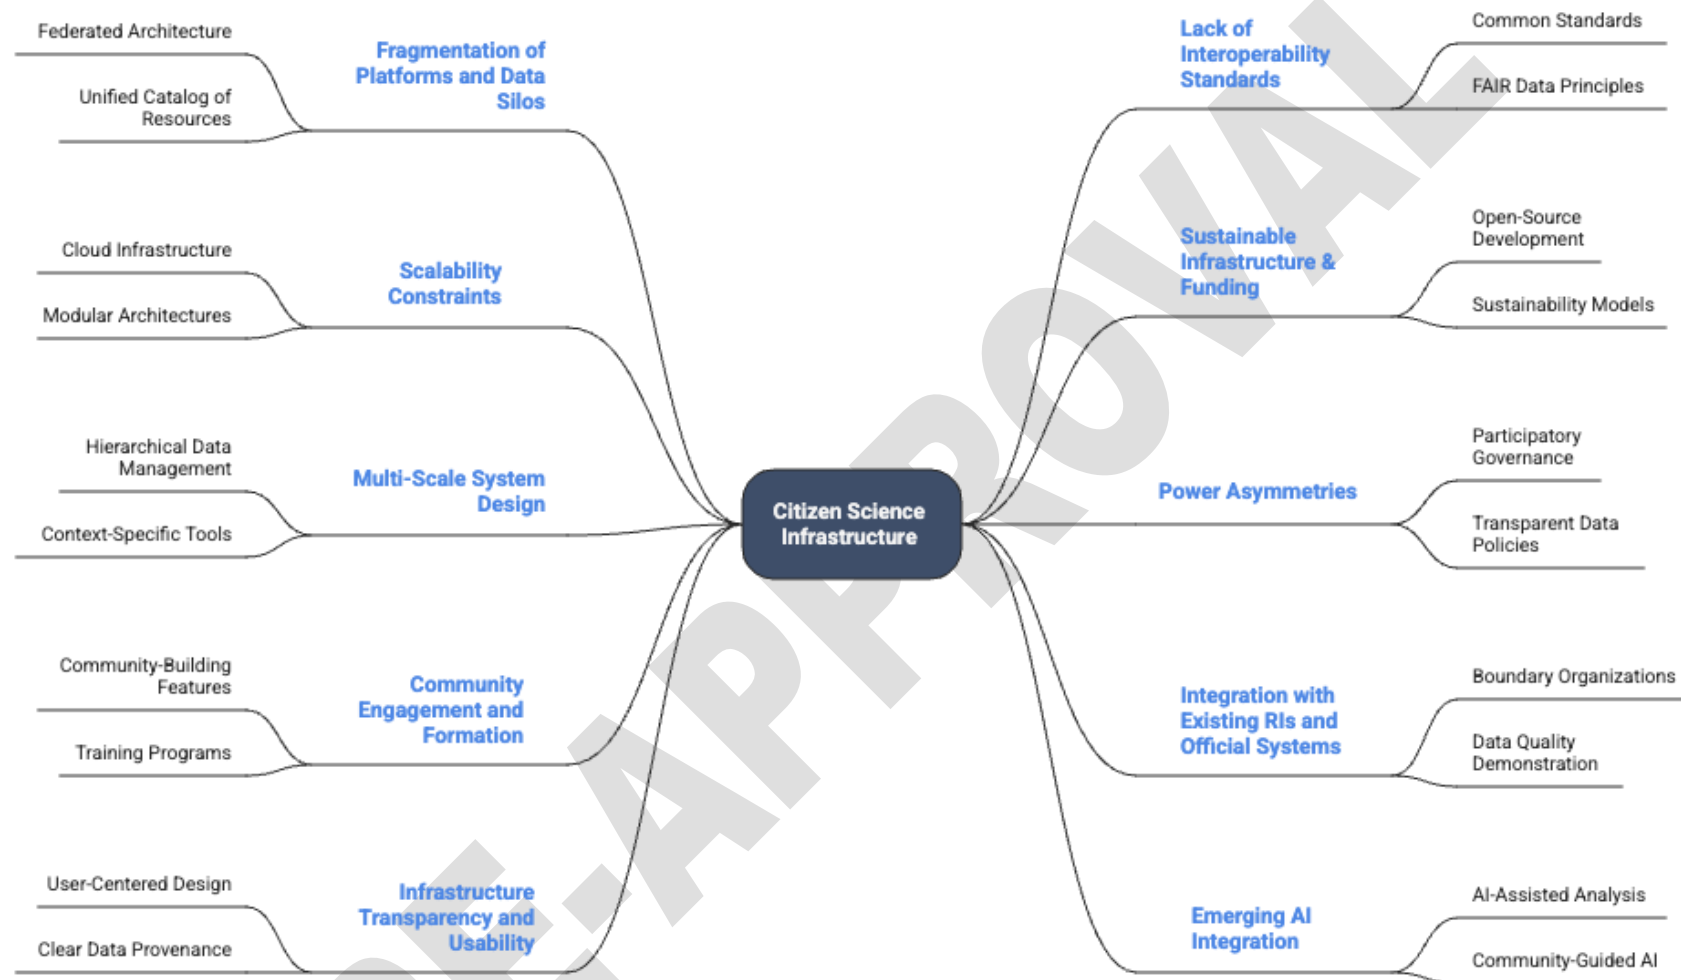 Federated Architecture
Unified Catalog of
Resources
Fragmentation of
Platforms and Data
Silos
Cloud Infrastructure
Modular Architectures
Scalability
Constraints
Hierarchical Data
Management
Context-Specific Tools
Multi-Scale System
Design
Community-Building
Features
Training Programs
Community
Engagement and
Formation
User-Centered Design
Clear Data Provenance
Infrastructure
Transparency and
Usability
Citizen Science
Infrastructure
Lack of
Interoperability
Standards
Common Standards
FAIR Data Principles
Sustainable
Infrastructure &
Funding
Open-Source
Development
Sustainability Models
Power Asymmetries
Participatory
Governance
Transparent Data
Policies
Integration with
Existing RIs and
Official Systems
Boundary Organizations
Data Quality
Demonstration
Emerging AI
Integration
AI-Assisted Analysis
Community-Guided AI
RE-APPROVAL